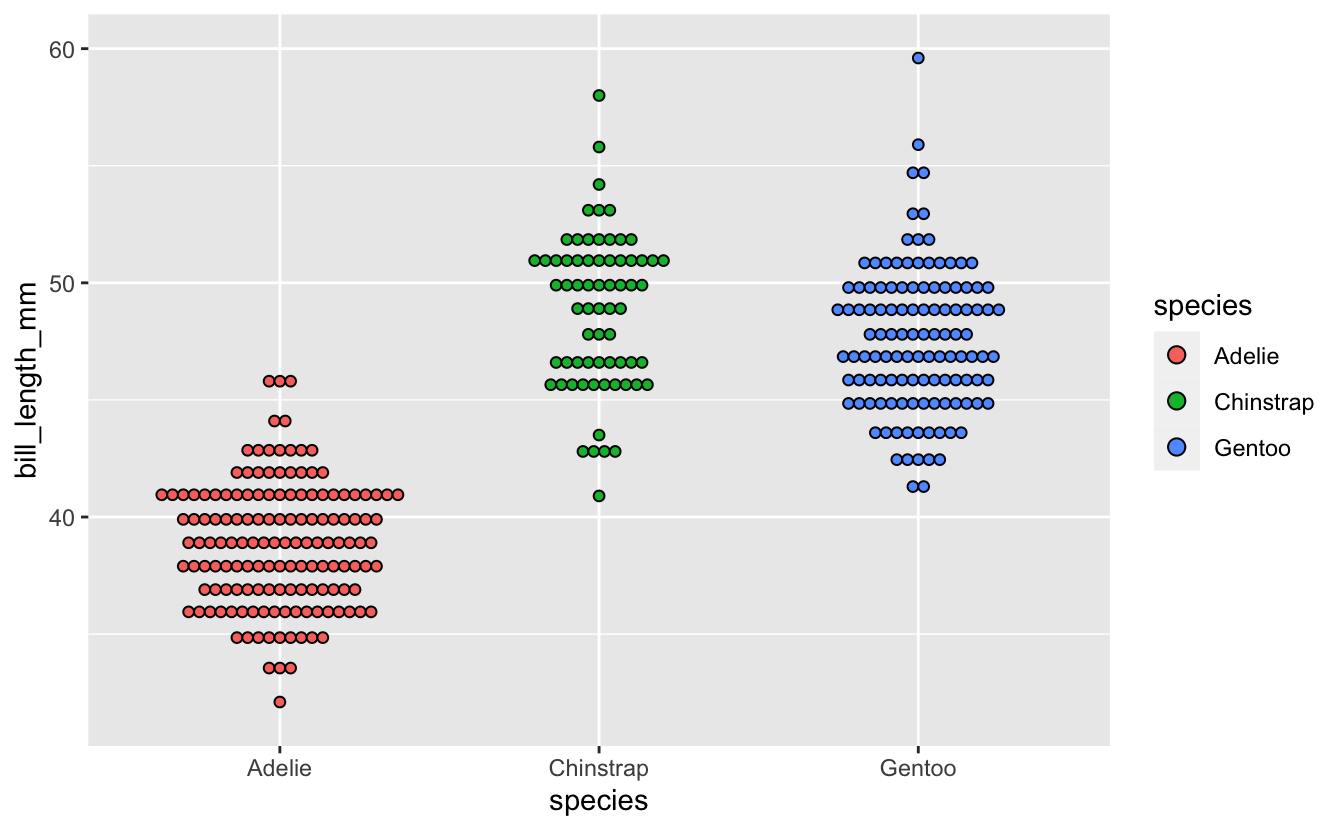 60
50
40
bill_length_mm
Adelie
Chinstrap
Gentoo
species
species
Adelie
Chinstrap
Gentoo